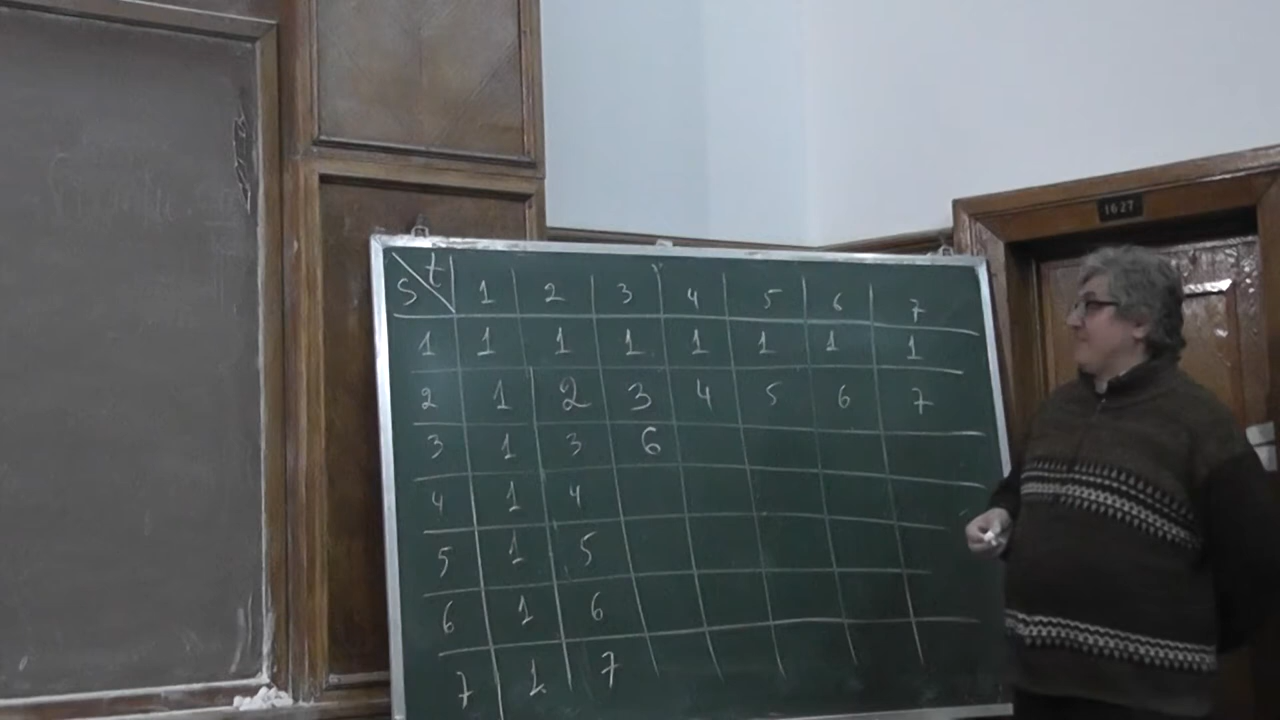 1627
s t 1 2 3 4 5 6 7
1 1 1 1 1 1 1 1
2 1 2 3 4 5 6 7
3 1 3 6
4 1 4
5 1 5
6 1 6
7 1 7